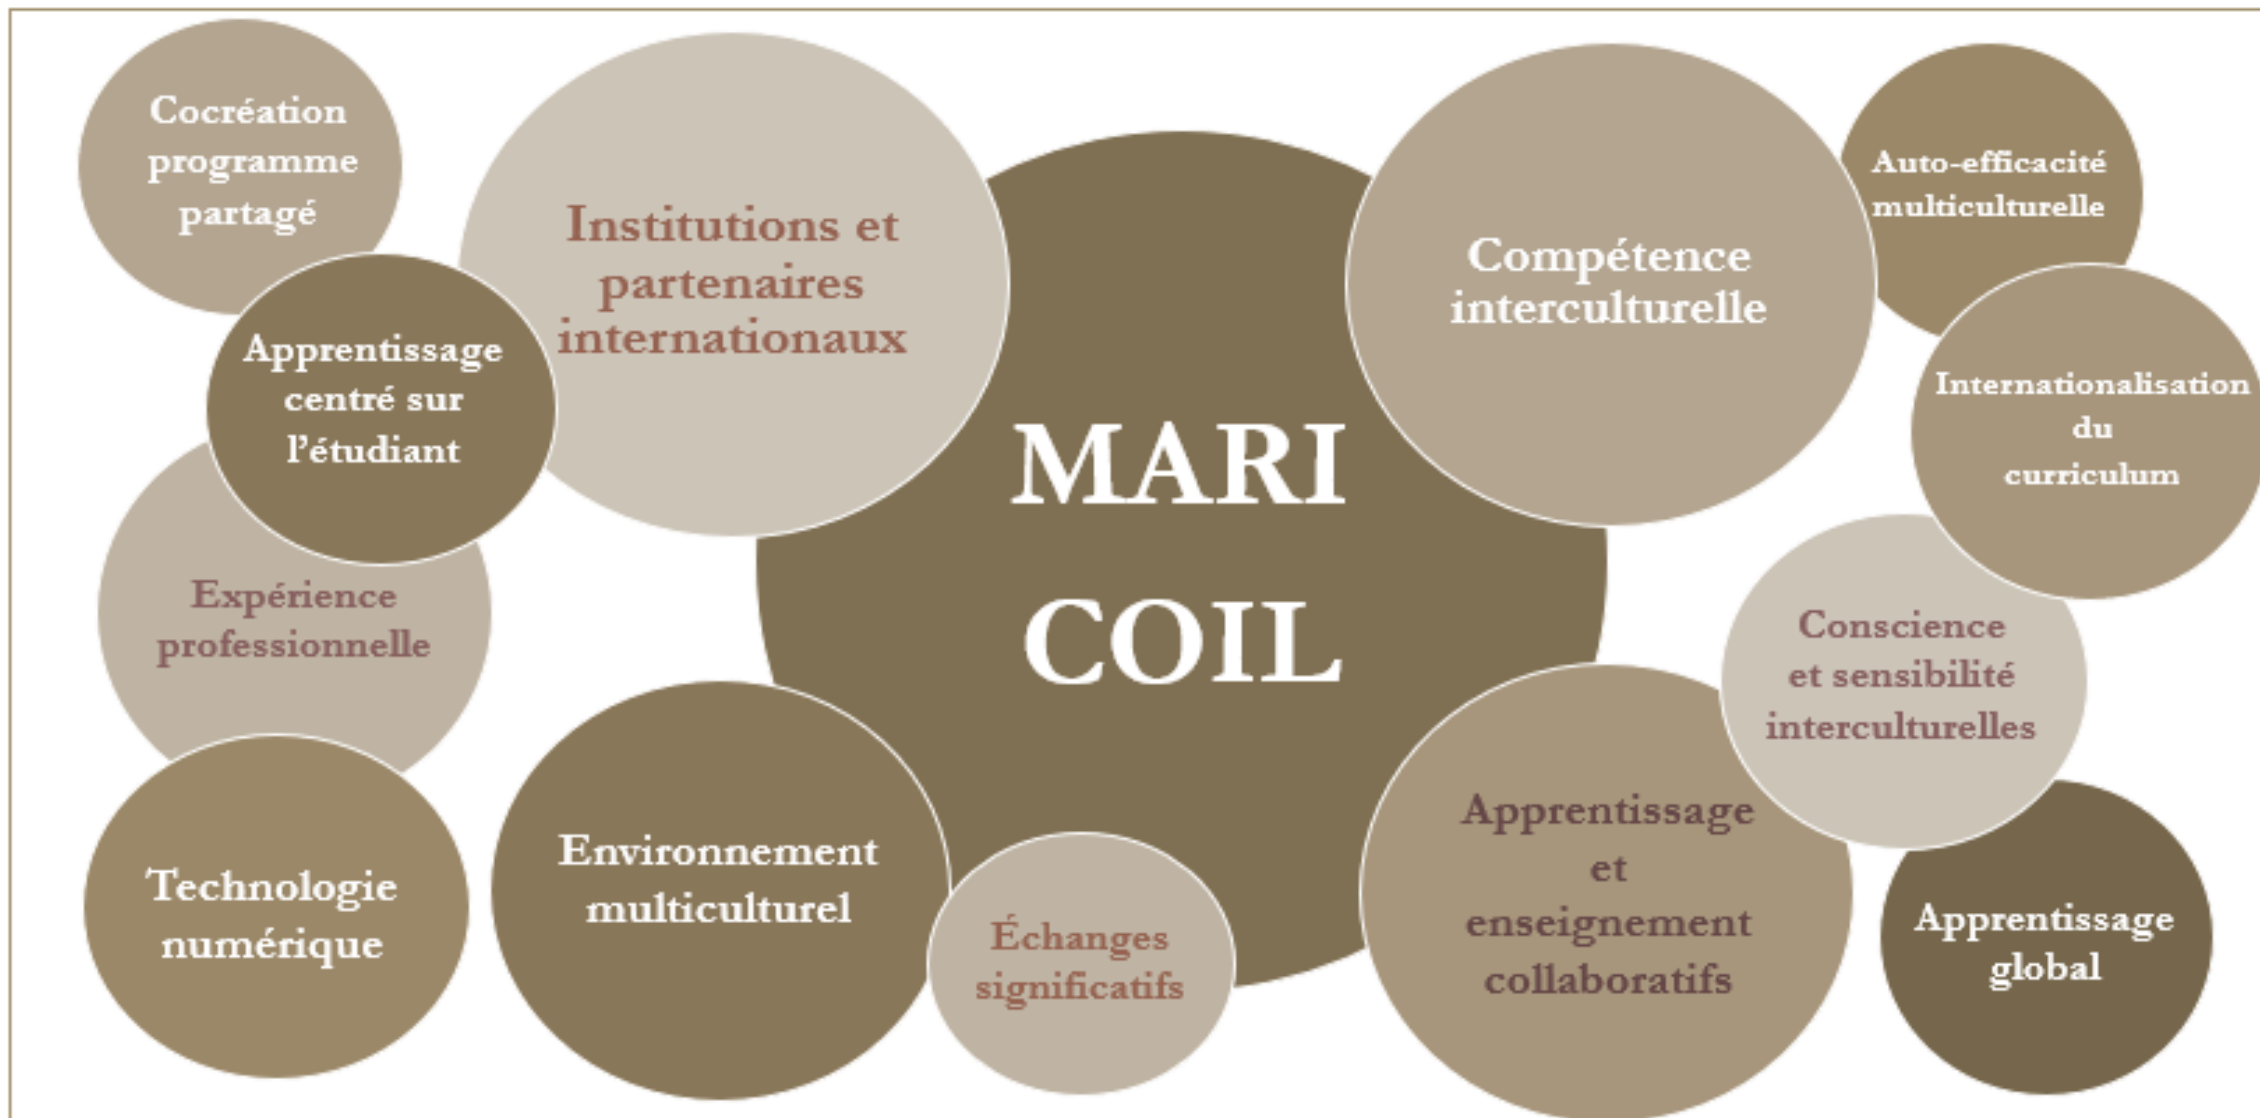 Cocréation
programme
partagé
Institutions et
partenaires
internationaux
Compétence
interculturelle
Auto-efficacité
multiculturelle
Apprentissage
centré sur
l’étudiant
Internationalisation
du
curriculum
MARI
COIL
Expérience
professionnelle
Conscience
et sensibilité
interculturelles
Technologie
numérique
Environnement
multiculturel
Échanges
significatifs
Apprentissage
et
enseignement
collaboratifs
Apprentissage
global